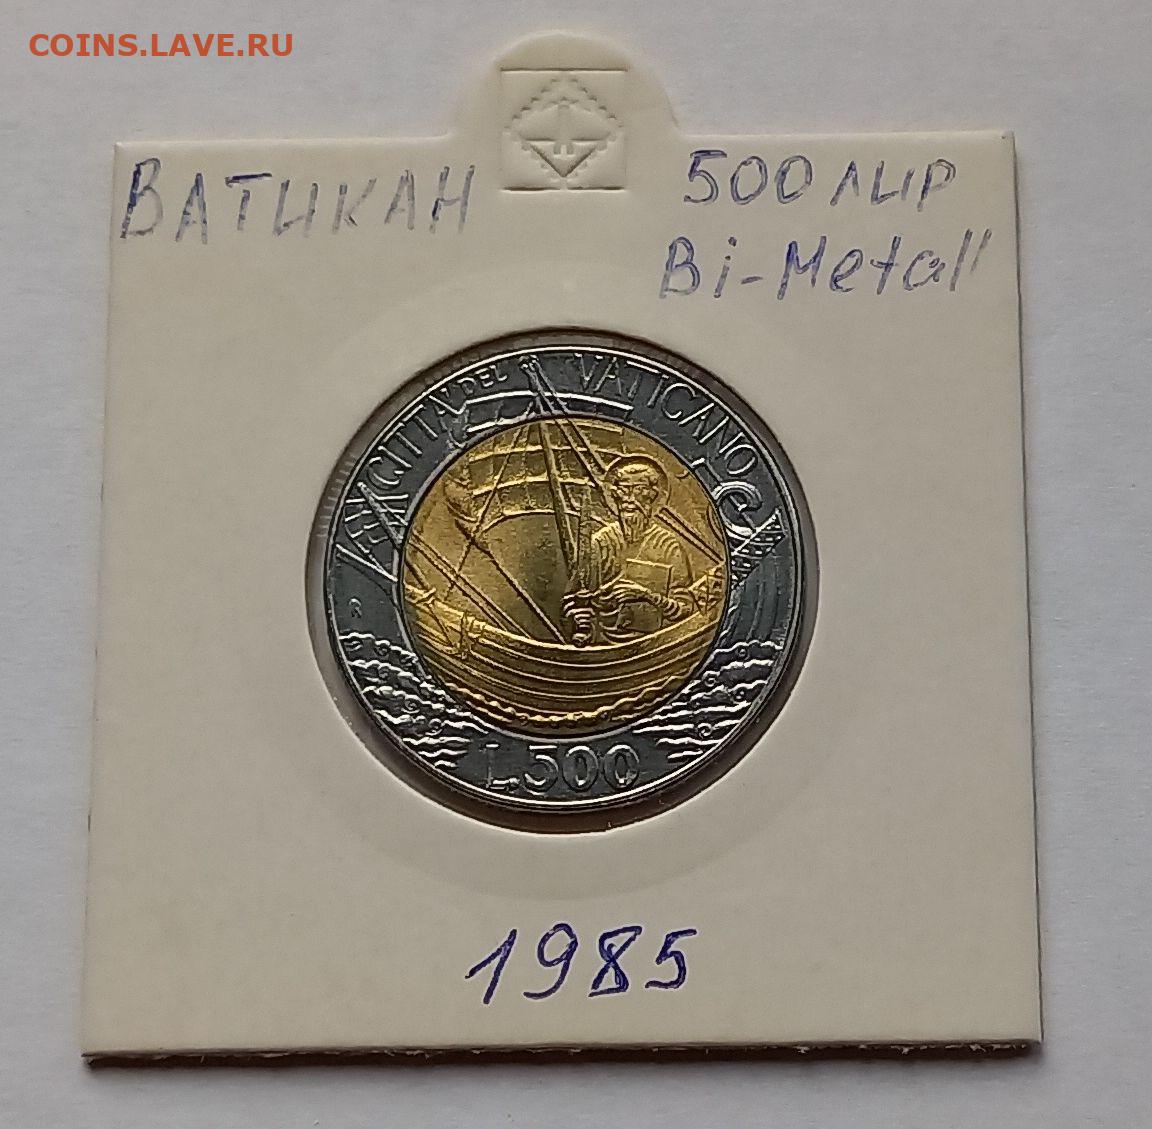 COINS.LAVE.RU
ВАТИКАН
500 лир
Bi-Metall
CITTA' DEL VATICANO
R
L.500
1985